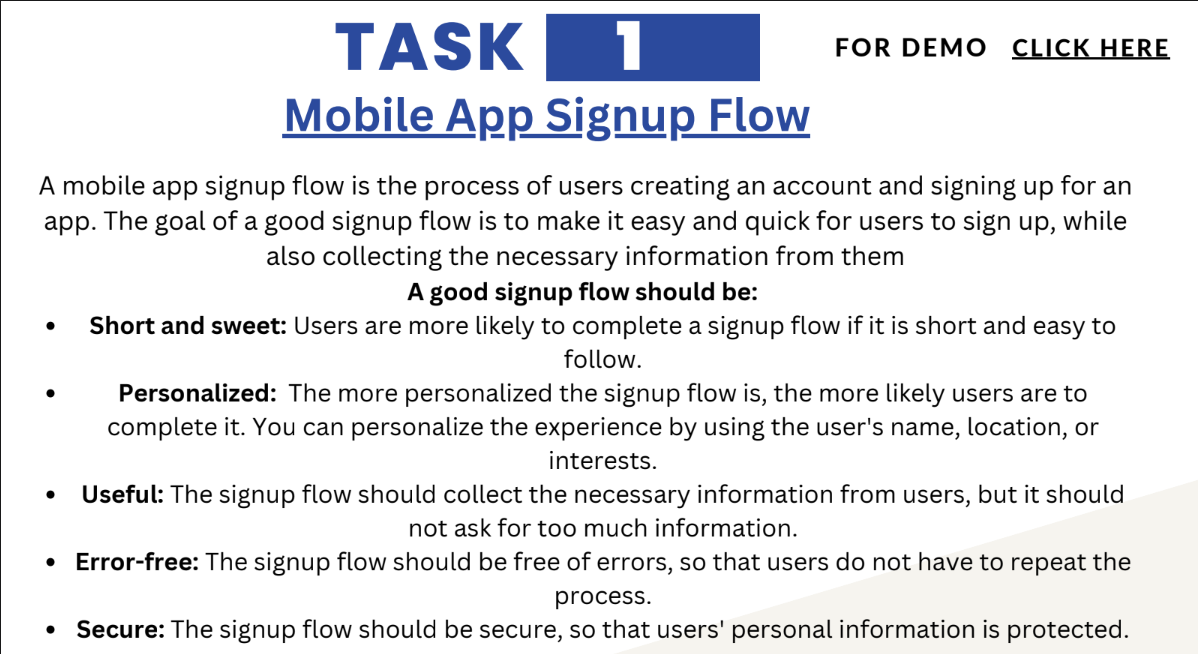 TASK 1
FOR DEMO CLICK HERE
Mobile App Signup Flow
A mobile app signup flow is the process of users creating an account and signing up for an
app. The goal of a good signup flow is to make it easy and quick for users to sign up, while
also collecting the necessary information from them
A good signup flow should be:
• Short and sweet: Users are more likely to complete a signup flow if it is short and easy to
follow.
• Personalized: The more personalized the signup flow is, the more likely users are to
complete it. You can personalize the experience by using the user's name, location, or
interests.
• Useful: The signup flow should collect the necessary information from users, but it should
not ask for too much information.
• Error-free: The signup flow should be free of errors, so that users do not have to repeat the
process.
• Secure: The signup flow should be secure, so that users' personal information is protected.